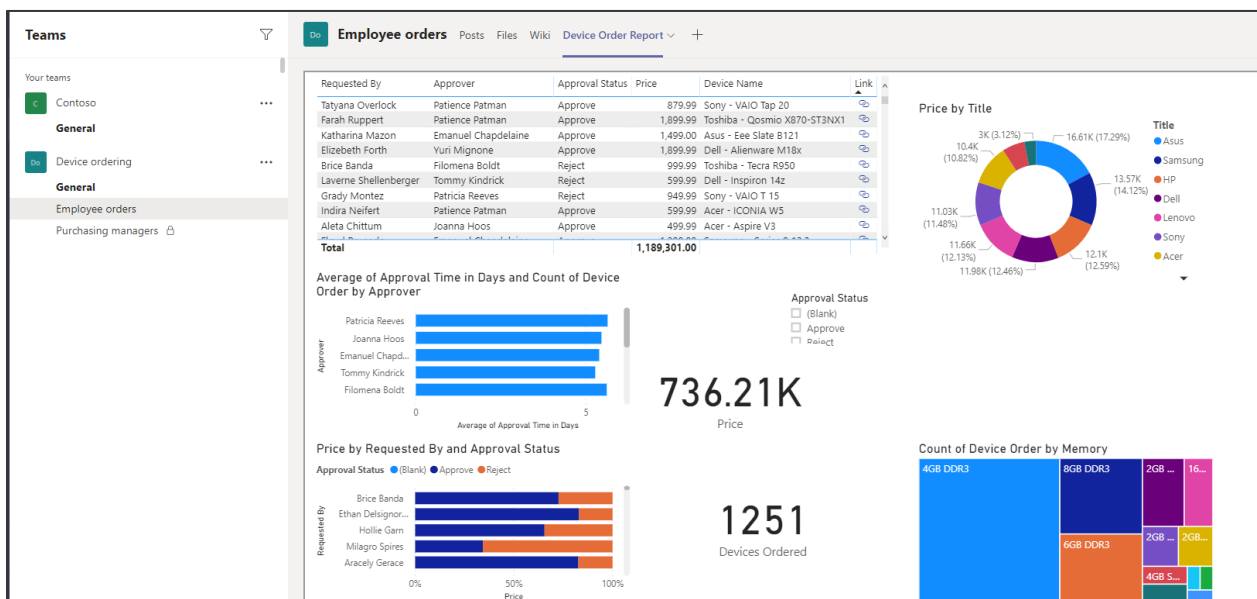 Teams
Your teams
C Contoso ...
General
Do Device ordering ...
General
Employee orders
Purchasing managers
Do Employee orders Posts Files Wiki Device Order Report
Requested By Approver Approval Status Price Device Name Link
Tatyana Overlock Patience Patman Approve 879.99 Sony - VAIO Tap 20
Farah Ruppert Patience Patman Approve 1,899.99 Toshiba - Qosmio X870-ST3NX1
Katharina Mazon Emanuel Chapdelaine Approve 1,499.00 Asus - Eee Slate B121
Elizebeth Forth Yuri Mignone Approve 1,899.99 Dell - Alienware M18x
Brice Banda Filomena Boldt Reject 999.99 Toshiba - Tecra R950
Laverne Shellenberger Tommy Kindrick Reject 599.99 Dell - Inspiron 14z
Grady Montez Patricia Reeves Reject 949.99 Sony - VAIO T 15
Indira Neifert Patience Patman Approve 599.99 Acer - ICONIA W5
Aleta Chittum Joanna Hoos Approve 499.99 Acer - Aspire V3
Total 1,189,301.00
Price by Title
3K (3.12%)
16.61K (17.29%)
10.4K
(10.82%)
13.57K
(14.12%)
11.03K
(11.48%)
11.66K
(12.13%)
12.1K
(12.59%)
11.98K (12.46%)
Title
Asus
Samsung
HP
Dell
Lenovo
Sony
Acer
Average of Approval Time in Days and Count of Device
Order by Approver
Approver
Patricia Reeves
Joanna Hoos
Emanuel Chapd...
Tommy Kindrick
Filomena Boldt
0 5
Average of Approval Time in Days
Approval Status
(Blank)
Approve
Reject
736.21K
Price
Price by Requested By and Approval Status
Approval Status (Blank) Approve Reject
Requested By
Brice Banda
Ethan Delsignor...
Hollie Garn
Milagro Spires
Aracely Gerace
0% 50% 100%
Price
1251
Devices Ordered
Count of Device Order by Memory
4GB DDR3
8GB DDR3
2GB ...
16...
6GB DDR3
2GB ...
2GB...
4GB S...